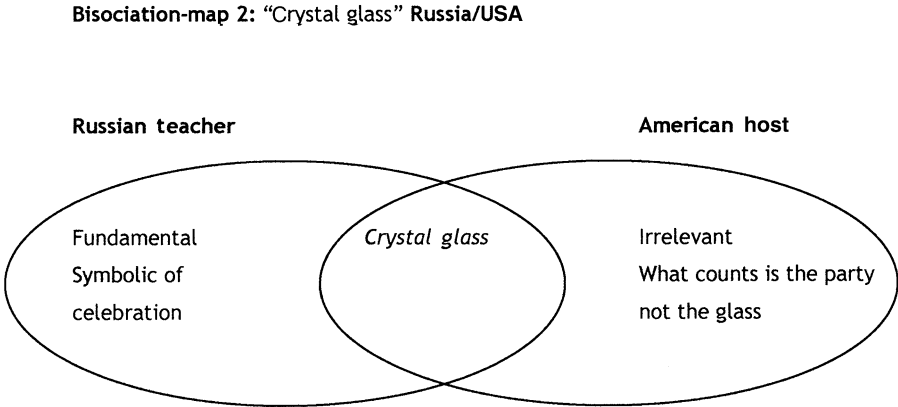 Bisociation-map 2: “Crystal glass” Russia/USA
Russian teacher
American host
Fundamental
Symbolic of
celebration
Crystal glass
Irrelevant
What counts is the party
not the glass